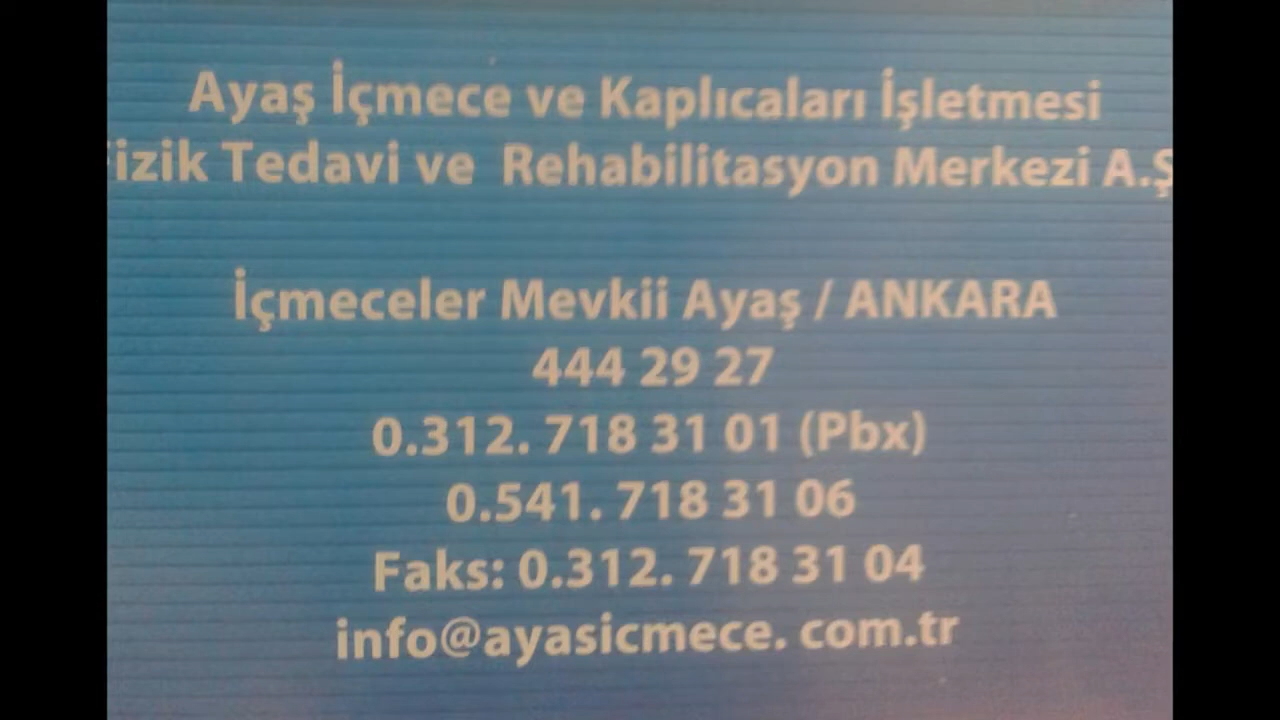 Ayaş İçmece ve Kaplıcaları İşletmesi
Fizik Tedavi ve Rehabilitasyon Merkezi A.Ş
İçmeceler Mevkii Ayaş / ANKARA
444 29 27
0.312. 718 31 01 (Pbx)
0.541. 718 31 06
Faks: 0.312. 718 31 04
info@ayasicmece. com.tr